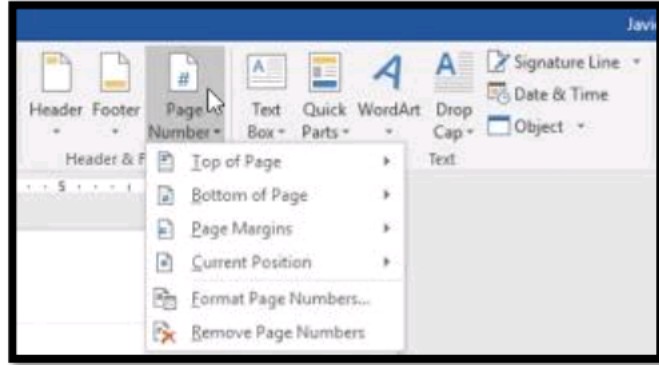 Javi
Header Footer Page Number Text Box Quick Parts WordArt Drop Cap Signature Line
Date & Time
Object
Header & F Text
5
#
A
Top of Page
Bottom of Page
Page Margins
Current Position
Format Page Numbers...
Remove Page Numbers